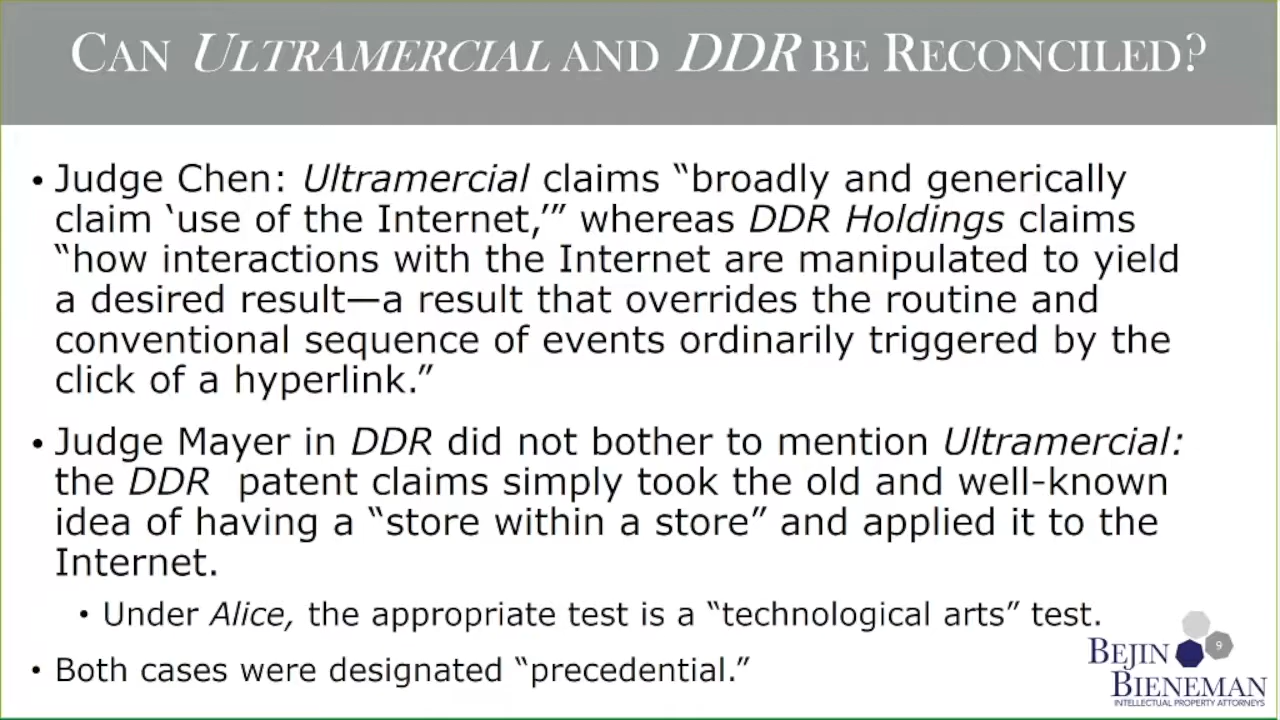 CAN ULTRAMERCIAL AND DDR BE RECONCILED?
• Judge Chen: Ultramercial claims “broadly and generically
claim ‘use of the Internet,’” whereas DDR Holdings claims
“how interactions with the Internet are manipulated to yield
a desired result—a result that overrides the routine and
conventional sequence of events ordinarily triggered by the
click of a hyperlink.”
• Judge Mayer in DDR did not bother to mention Ultramercial:
the DDR patent claims simply took the old and well-known
idea of having a “store within a store” and applied it to the
Internet.
• Under Alice, the appropriate test is a “technological arts” test.
• Both cases were designated “precedential.”
9
BEJIN
BIENEMAN
INTELLECTUAL PROPERTY ATTORNEYS